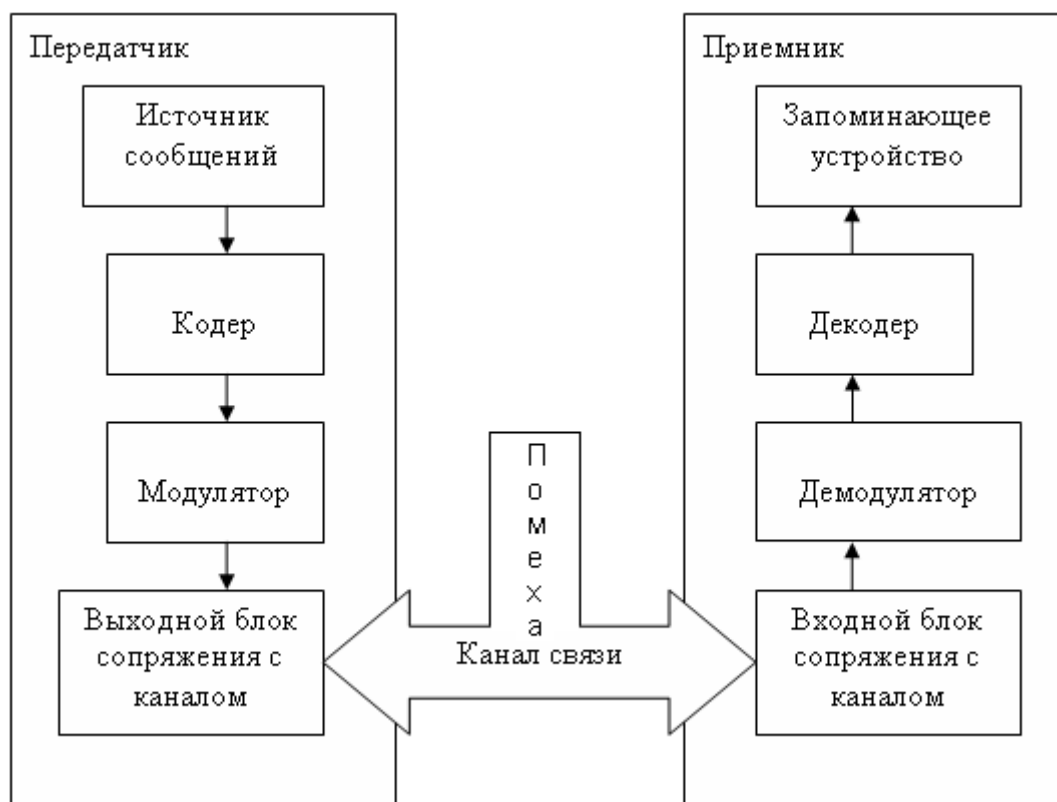 Передатчик
Источник
сообщений
Кодер
Модулятор
Выходной блок
сопряжения с
каналом
Помеха
Канал связи
Приемник
Запоминающее
устройство
Декодер
Демодулятор
Входной блок
сопряжения с
каналом